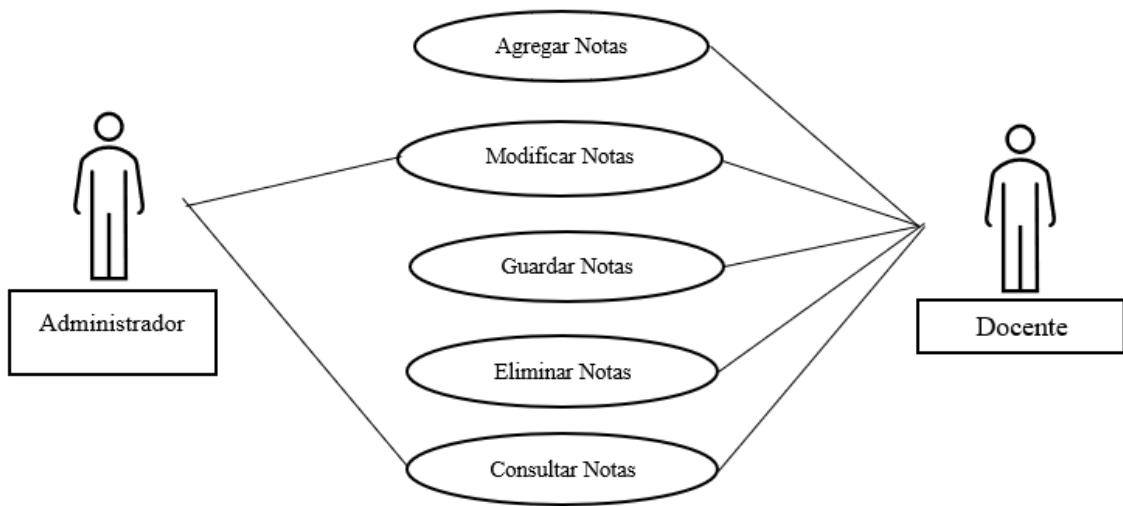 Agregar Notas
Modificar Notas
Guardar Notas
Administrador
Docente
Eliminar Notas
Consultar Notas